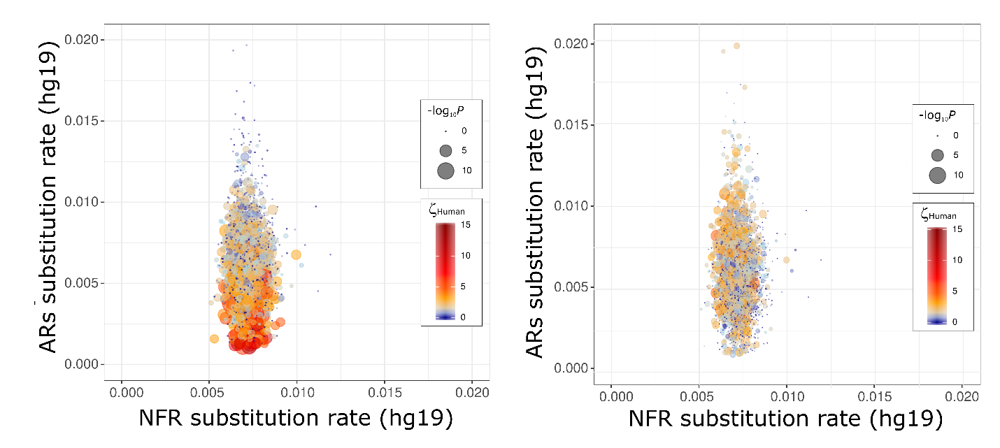 0.020
0.015
0.010
0.005
0.000
ARs substitution rate (hg19)
0.000 0.005 0.010 0.015 0.020
NFR substitution rate (hg19)
-log₁₀P
0
5
10
ζHuman
15
10
5
0
0.020
0.015
0.010
0.005
0.000
ARs substitution rate (hg19)
0.000 0.005 0.010 0.015 0.020
NFR substitution rate (hg19)
-log₁₀P
0
5
10
ζHuman
15
10
5
0